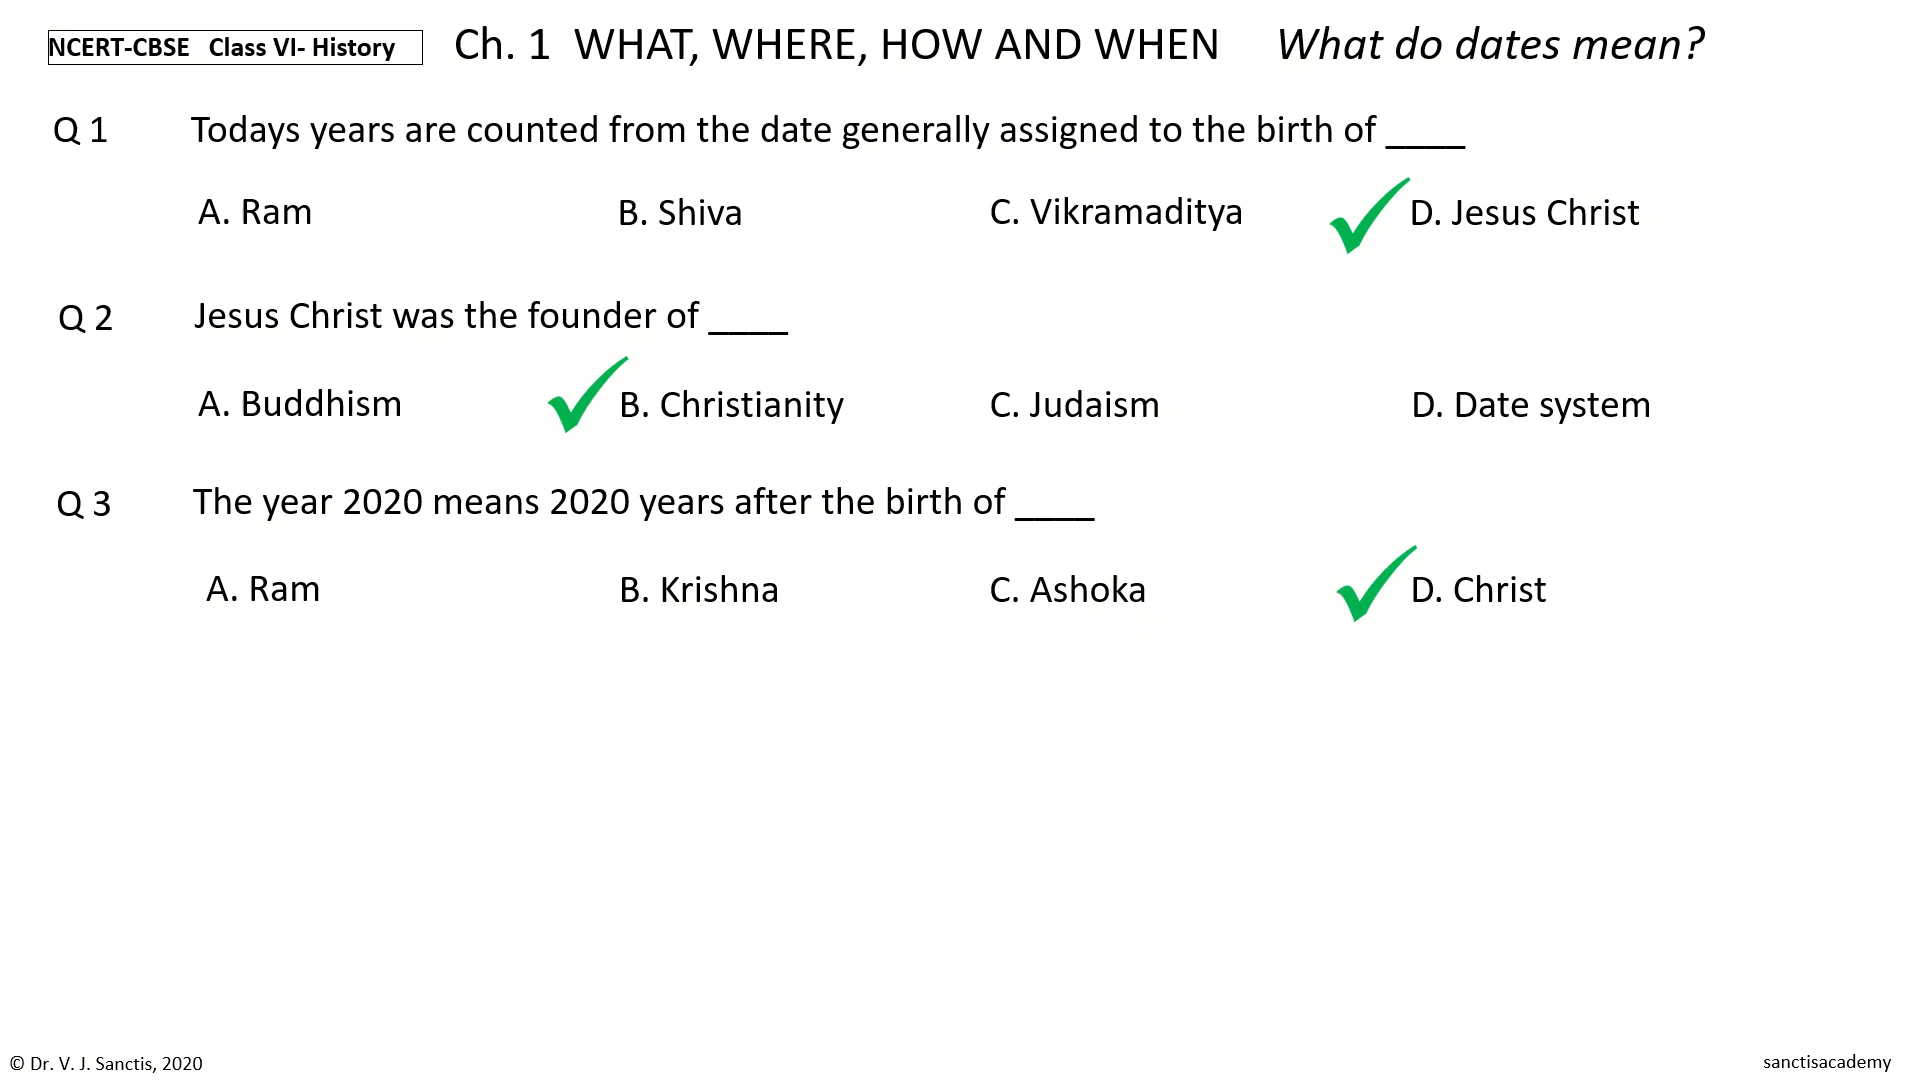 NCERT-CBSE Class VI- History Ch. 1 WHAT, WHERE, HOW AND WHEN What do dates mean?
Q 1 Todays years are counted from the date generally assigned to the birth of ____
A. Ram B. Shiva C. Vikramaditya D. Jesus Christ
Q 2 Jesus Christ was the founder of ____
A. Buddhism B. Christianity C. Judaism D. Date system
Q 3 The year 2020 means 2020 years after the birth of ____
A. Ram B. Krishna C. Ashoka D. Christ
© Dr. V. J. Sanctis, 2020 sanctisacademy